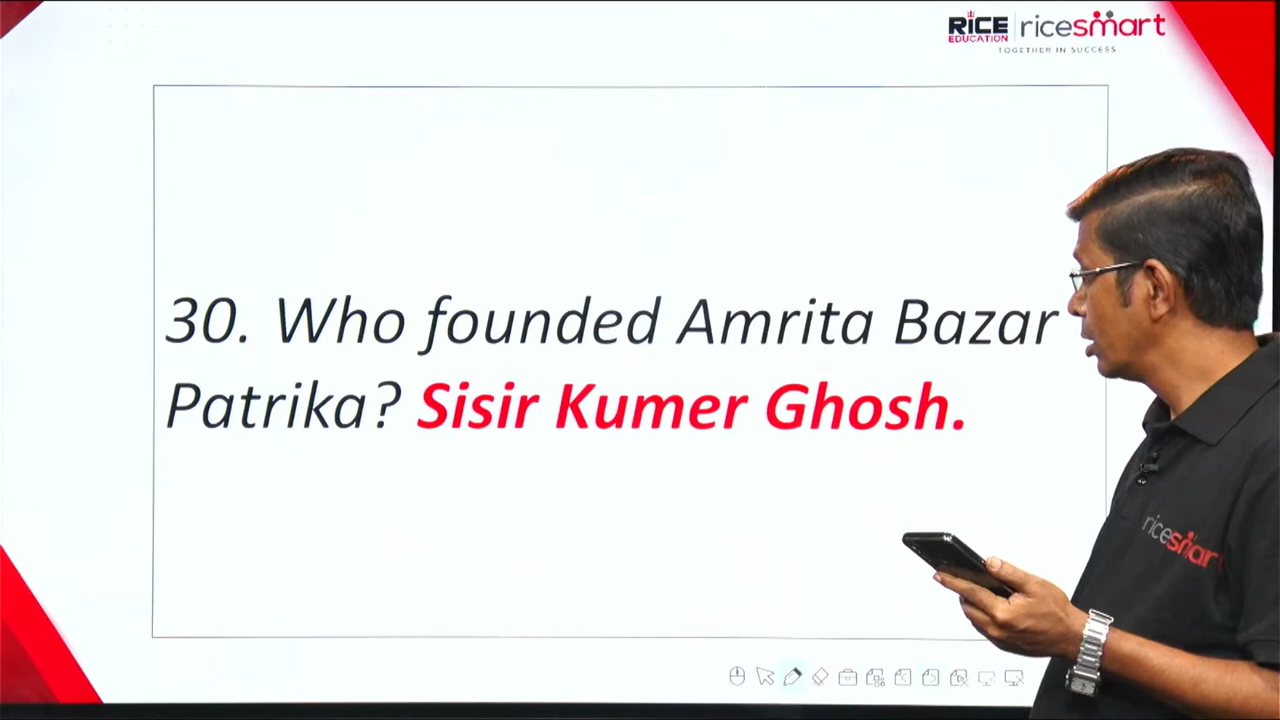 RICE
EDUCATION
ricesmart
TOGETHER IN SUCCESS
30. Who founded Amrita Bazar
Patrika? Sisir Kumer Ghosh.
ricesmart